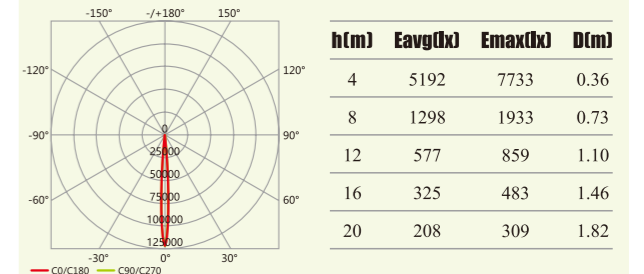 -150° -/+180° 150°
-120° 120°
-90° 0 90°
25000
50000
-60° 75000 60°
100000
125000
-30° 0° 30°
C0/C180 C90/C270
h(m) Eavg(lx) Emax(lx) D(m)
4 5192 7733 0.36
8 1298 1933 0.73
12 577 859 1.10
16 325 483 1.46
20 208 309 1.82